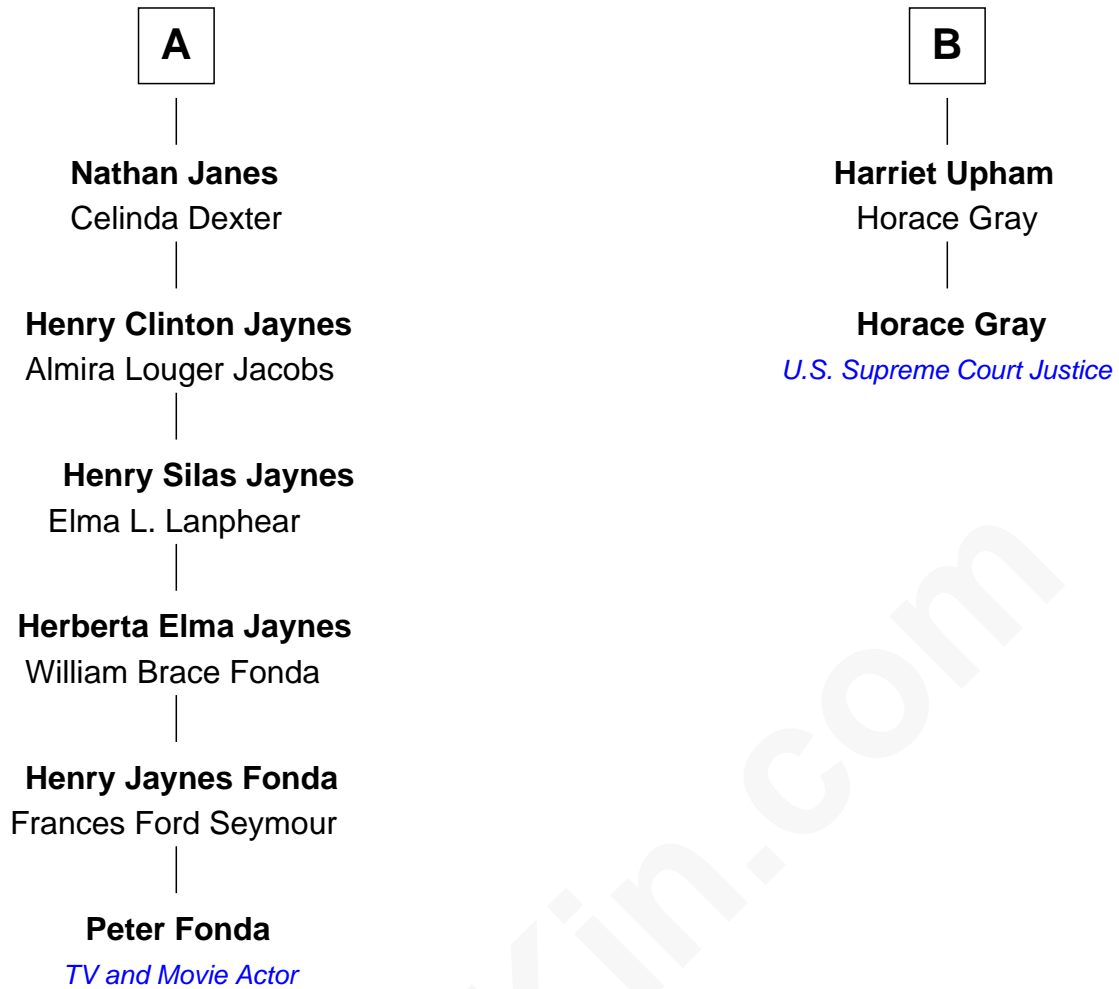 A
Nathan Janes
Celinda Dexter
Henry Clinton Jaynes
Almira Louger Jacobs
Henry Silas Jaynes
Elma L. Lanphear
Herberta Elma Jaynes
William Brace Fonda
Henry Jaynes Fonda
Frances Ford Seymour
Peter Fonda
TV and Movie Actor
B
Harriet Upham
Horace Gray
Horace Gray
U.S. Supreme Court Justice